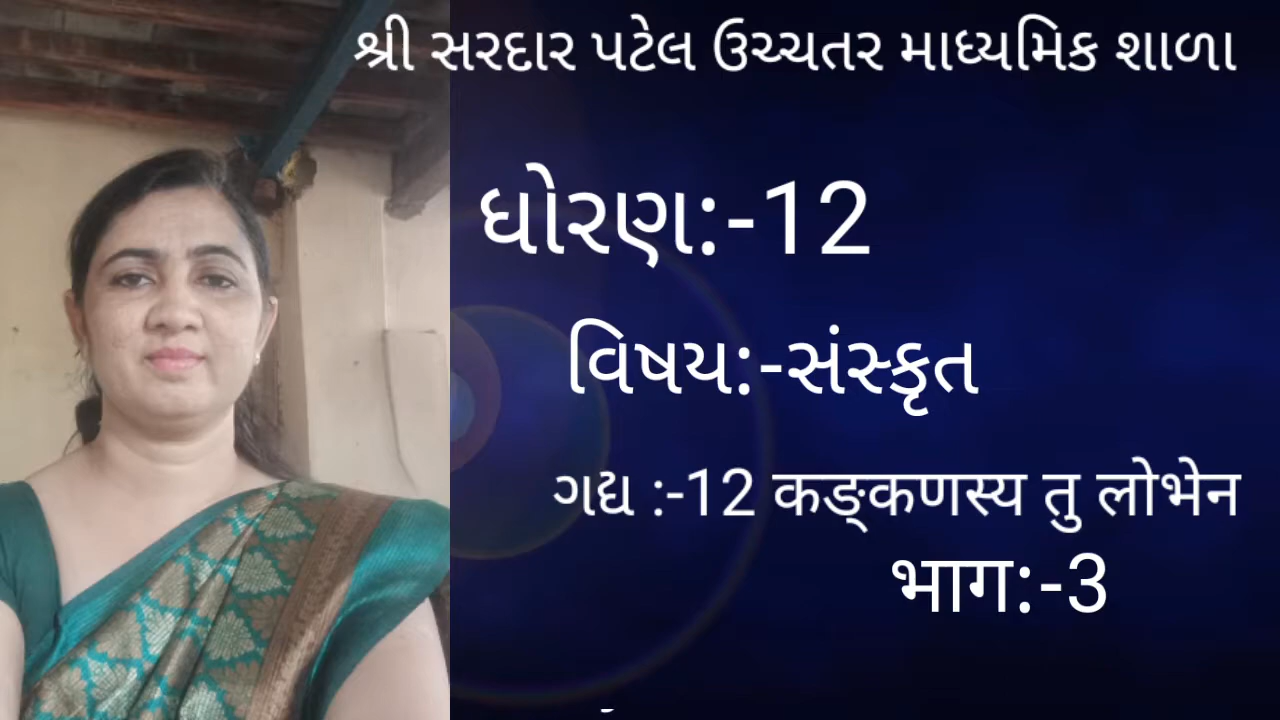 શ્રી સરદાર પટેલ ઉચ્ચતર માધ્યમિક શાળા
ધોરણ:-12
વિષય:-સંસ્કૃત
ગદ્ય :-12 कङ्कणस्य तु लोभेन
भाग:-3